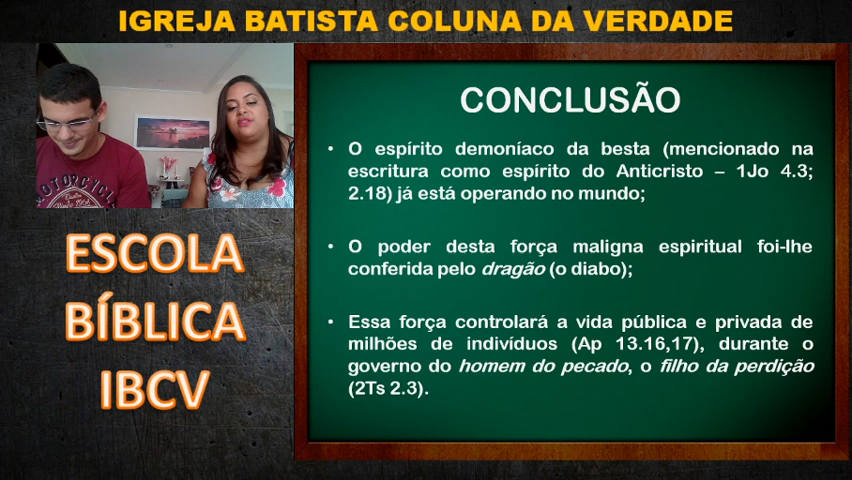 IGREJA BATISTA COLUNA DA VERDADE
MOTORCYCLE
ESCOLA
BÍBLICA
IBCV
CONCLUSÃO
• O espírito demoníaco da besta (mencionado na
escritura como espírito do Anticristo – 1Jo 4.3;
2.18) já está operando no mundo;
• O poder desta força maligna espiritual foi-lhe
conferida pelo dragão (o diabo);
• Essa força controlará a vida pública e privada de
milhões de indivíduos (Ap 13.16,17), durante o
governo do homem do pecado, o filho da perdição
(2Ts 2.3).